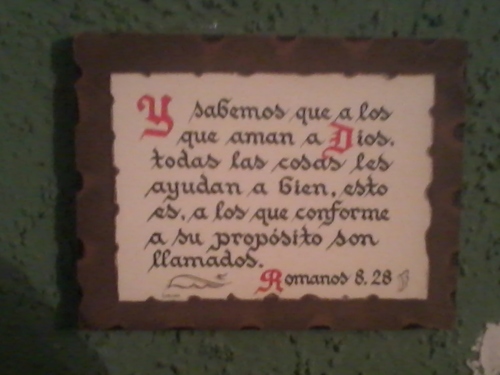 Y sabemos que a los
que aman a Dios,
todas las cosas les
ayudan a bien, esto
es, a los que conforme
a su propósito son
llamados.
Romanos 8.28